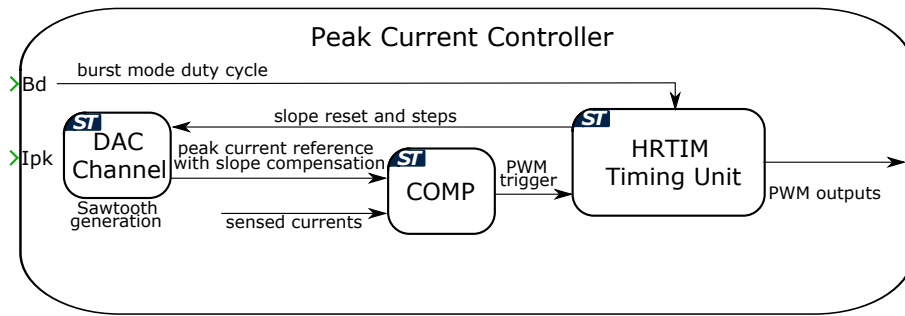 Peak Current Controller
Bd
burst mode duty cycle
ST
DAC
Channel
Sawtooth
generation
slope reset and steps
Ipk
peak current reference
with slope compensation
sensed currents
ST
COMP
PWM
trigger
ST
HRTIM
Timing Unit
PWM outputs